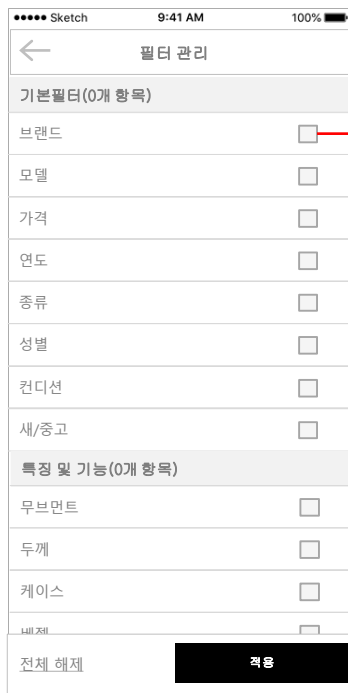 Sketch 9:41 AM 100%
필터 관리
기본필터(0개 항목)
브랜드
모델
가격
연도
종류
성별
컨디션
새/중고
특징 및 기능(0개 항목)
무브먼트
두께
케이스
베젤
전체 해제
적용